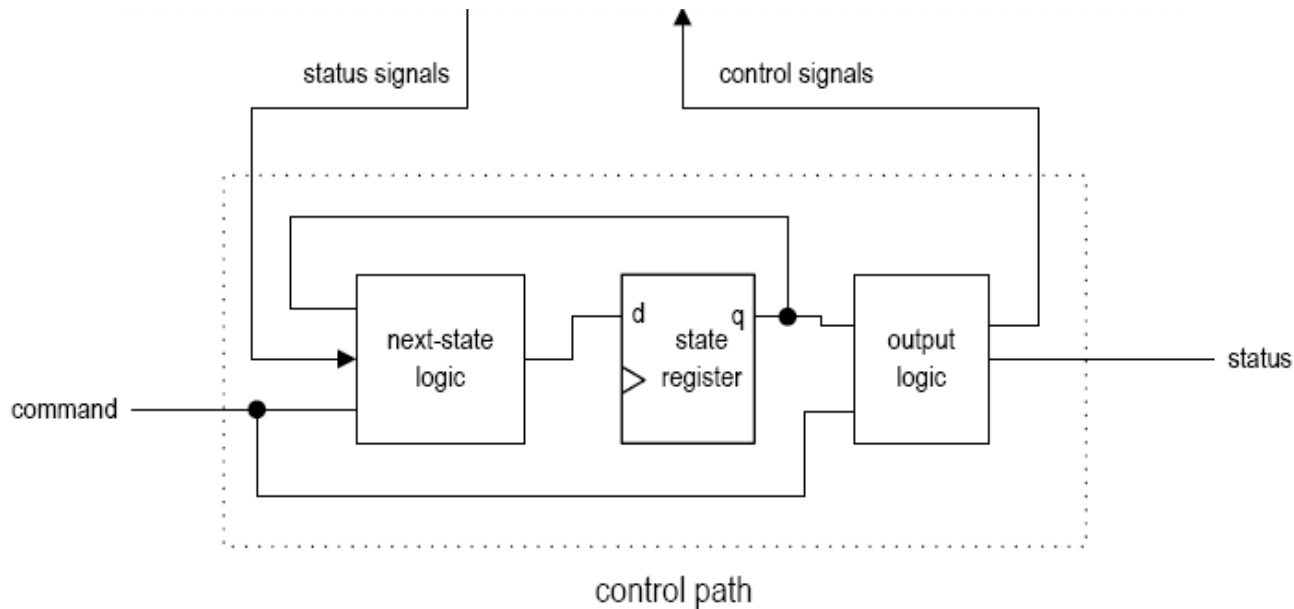 status signals
control signals
next-state
logic
d
q
state
register
output
logic
status
command
control path